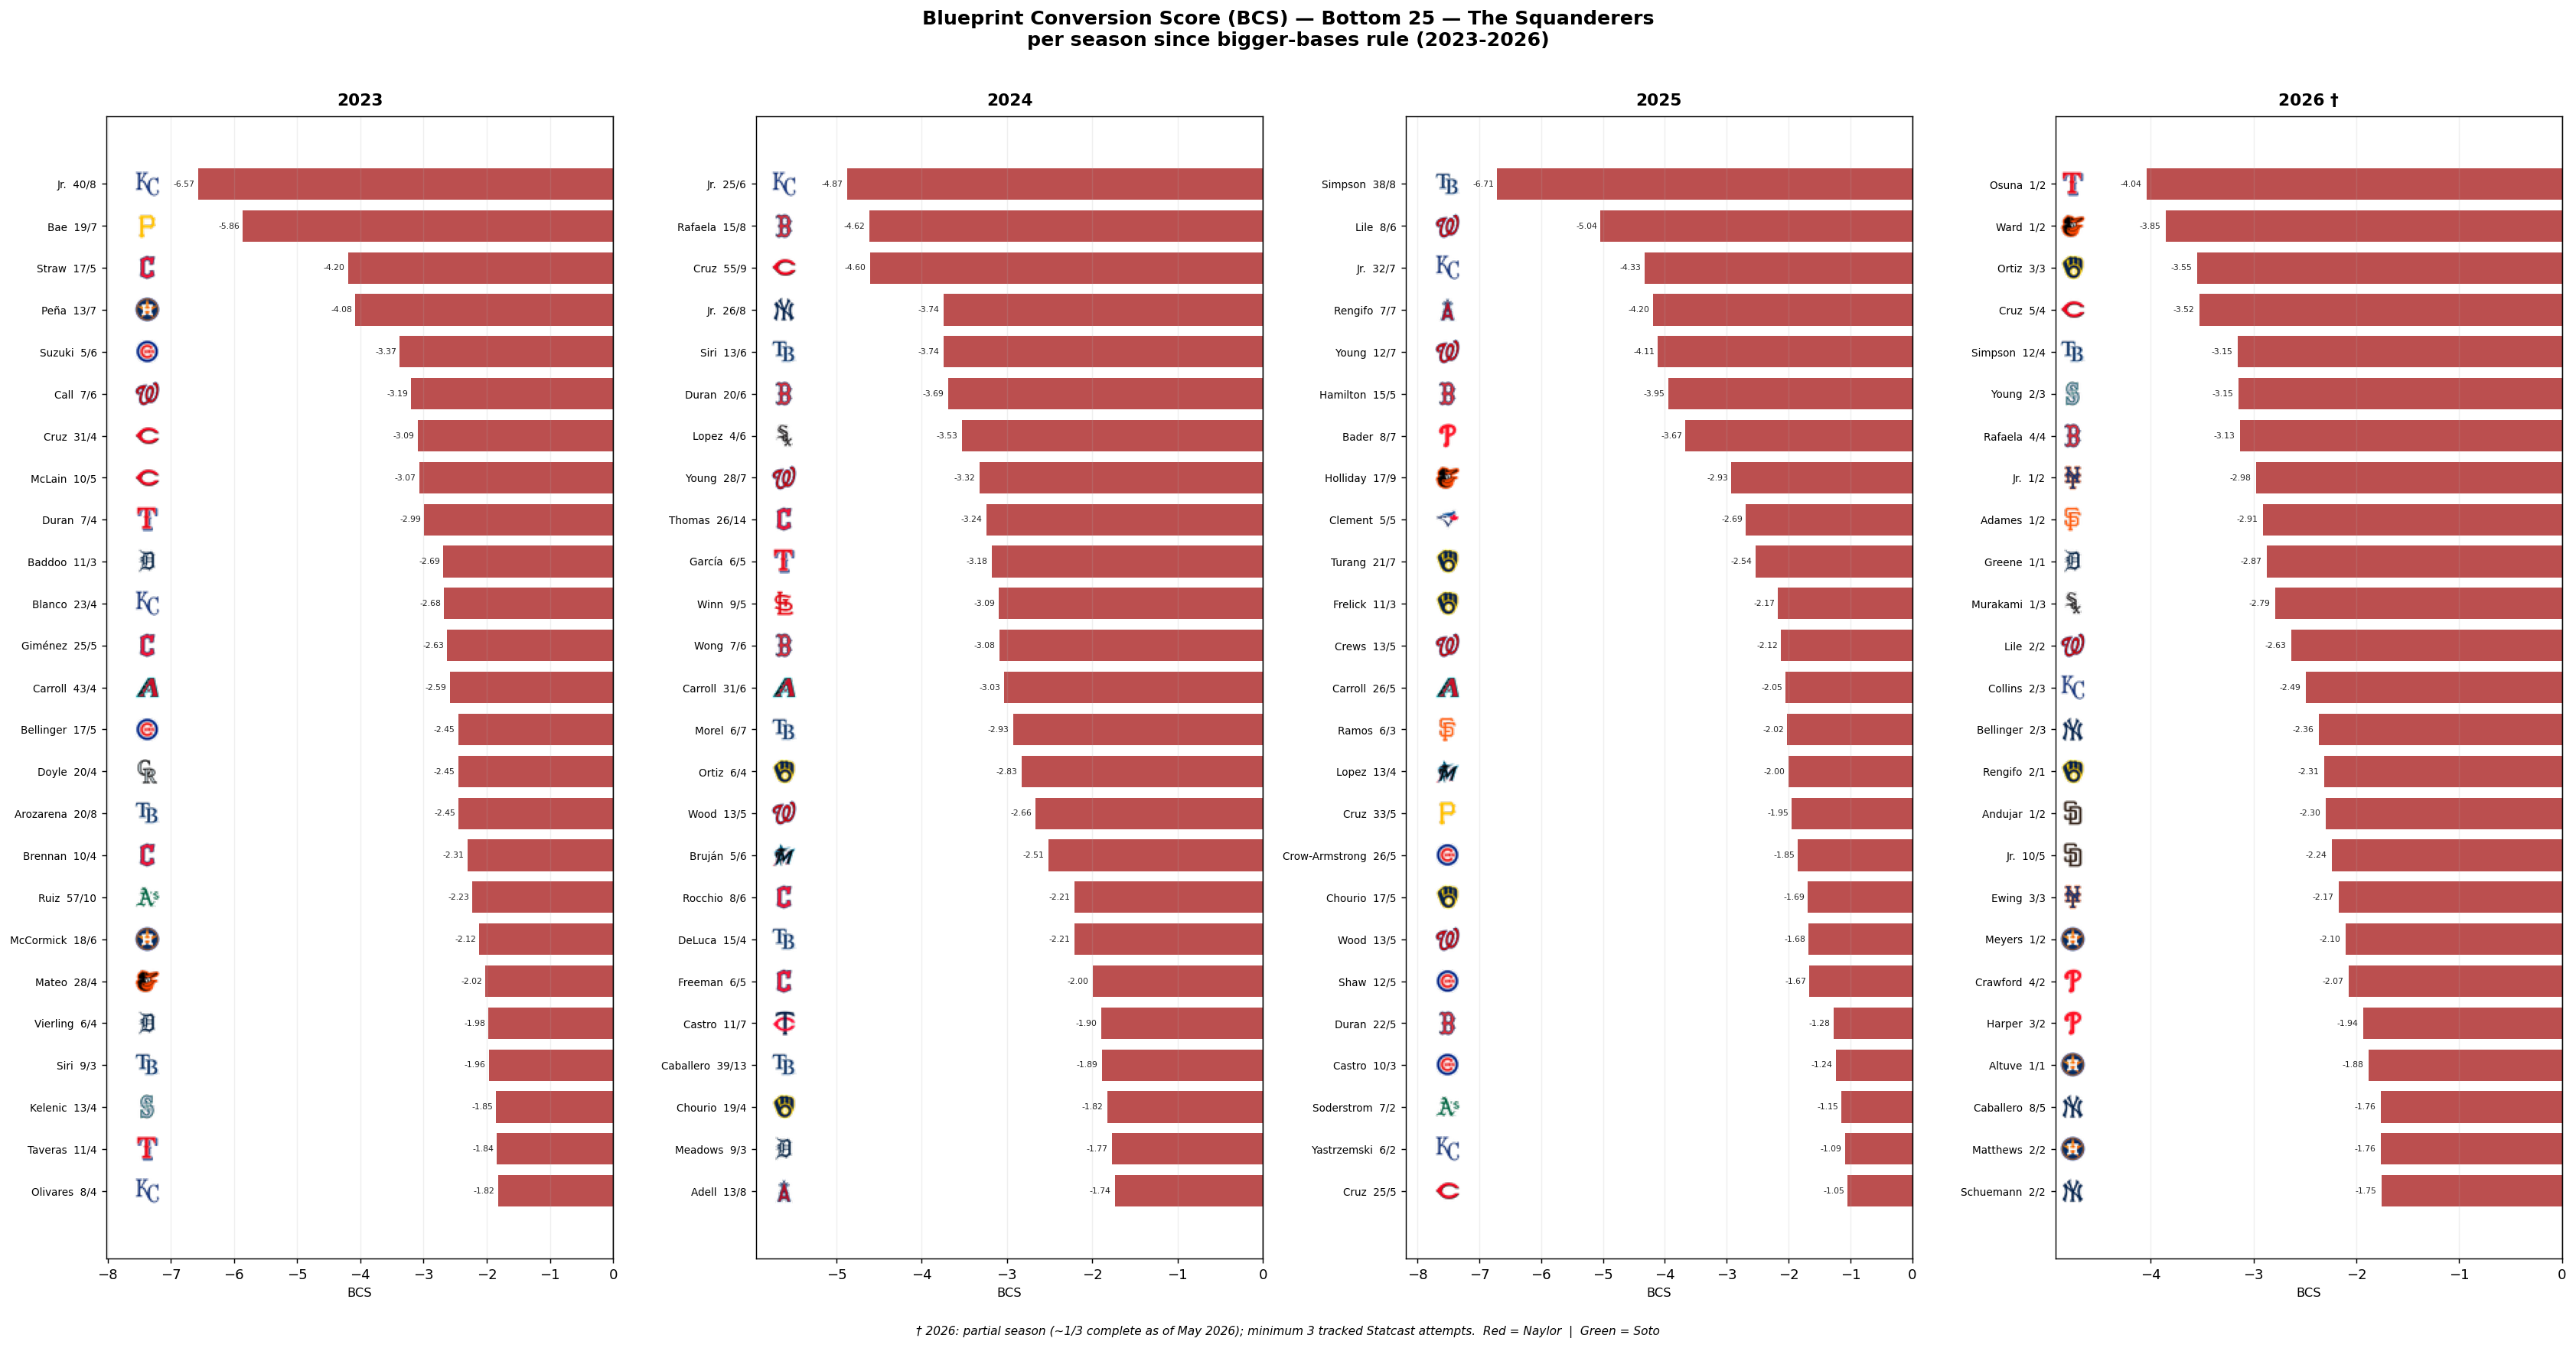 Blueprint Conversion Score (BCS) — Bottom 25 — The Squanderers
per season since bigger-bases rule (2023-2026)
2023
Jr. 40/8 -6.57
Bae 19/7 -5.86
Straw 17/5 -4.20
Peña 13/7 -4.08
Suzuki 5/6 -3.37
Call 7/6 -3.19
Cruz 31/4 -3.09
McLain 10/5 -3.07
Duran 7/4 -2.99
Baddoo 11/3 -2.69
Blanco 23/4 -2.68
Giménez 25/5 -2.63
Carroll 43/4 -2.59
Bellinger 17/5 -2.45
Doyle 20/4 -2.45
Arozarena 20/8 -2.45
Brennan 10/4 -2.31
Ruiz 57/10 -2.23
McCormick 18/6 -2.12
Mateo 28/4 -2.02
Vierling 6/4 -1.98
Siri 9/3 -1.96
Kelenic 13/4 -1.85
Taveras 11/4 -1.84
Olivares 8/4 -1.82
−8 −7 −6 −5 −4 −3 −2 −1 0
BCS
2024
Jr. 25/6 -4.87
Rafaela 15/8 -4.62
Cruz 55/9 -4.60
Jr. 26/8 -3.74
Siri 13/6 -3.74
Duran 20/6 -3.69
Lopez 4/6 -3.53
Young 28/7 -3.32
Thomas 26/14 -3.24
García 6/5 -3.18
Winn 9/5 -3.09
Wong 7/6 -3.08
Carroll 31/6 -3.03
Morel 6/7 -2.93
Ortiz 6/4 -2.83
Wood 13/5 -2.66
Bruján 5/6 -2.51
Rocchio 8/6 -2.21
DeLuca 15/4 -2.21
Freeman 6/5 -2.00
Castro 11/7 -1.90
Caballero 39/13 -1.89
Chourio 19/4 -1.82
Meadows 9/3 -1.77
Adell 13/8 -1.74
−5 −4 −3 −2 −1 0
BCS
2025
Simpson 38/8 -6.71
Lile 8/6 -5.04
Jr. 32/7 -4.33
Rengifo 7/7 -4.20
Young 12/7 -4.11
Hamilton 15/5 -3.95
Bader 8/7 -3.67
Holliday 17/9 -2.93
Clement 5/5 -2.69
Turang 21/7 -2.54
Frelick 11/3 -2.17
Crews 13/5 -2.12
Carroll 26/5 -2.05
Ramos 6/3 -2.02
Lopez 13/4 -2.00
Cruz 33/5 -1.95
Crow-Armstrong 26/5 -1.85
Chourio 17/5 -1.69
Wood 13/5 -1.68
Shaw 12/5 -1.67
Duran 22/5 -1.28
Castro 10/3 -1.24
Soderstrom 7/2 -1.15
Yastrzemski 6/2 -1.09
Cruz 25/5 -1.05
−8 −7 −6 −5 −4 −3 −2 −1 0
BCS
2026 †
Osuna 1/2 -4.04
Ward 1/2 -3.85
Ortiz 3/3 -3.55
Cruz 5/4 -3.52
Simpson 12/4 -3.15
Young 2/3 -3.15
Rafaela 4/4 -3.13
Jr. 1/2 -2.98
Adames 1/2 -2.91
Greene 1/1 -2.87
Murakami 1/3 -2.79
Lile 2/2 -2.63
Collins 2/3 -2.49
Bellinger 2/3 -2.36
Rengifo 2/1 -2.31
Andujar 1/2 -2.30
Jr. 10/5 -2.24
Ewing 3/3 -2.17
Meyers 1/2 -2.10
Crawford 4/2 -2.07
Harper 3/2 -1.94
Altuve 1/1 -1.88
Caballero 8/5 -1.76
Matthews 2/2 -1.76
Schuemann 2/2 -1.75
−4 −3 −2 −1 0
BCS
† 2026: partial season (~1/3 complete as of May 2026); minimum 3 tracked Statcast attempts. Red = Naylor | Green = Soto